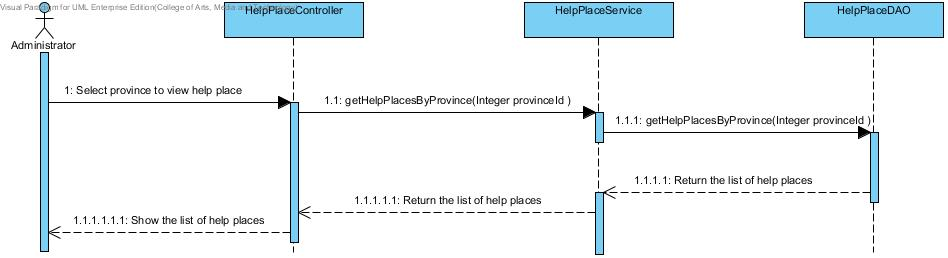 Visual Paradigm for UML Enterprise Edition(College of Arts, Media and
HelpPlaceController
HelpPlaceService
HelpPlaceDAO
Administrator
1: Select province to view help place
1.1: getHelpPlacesByProvince(Integer provinceId )
1.1.1: getHelpPlacesByProvince(Integer provinceId )
1.1.1.1: Return the list of help places
1.1.1.1.1: Return the list of help places
1.1.1.1.1.1: Show the list of help places